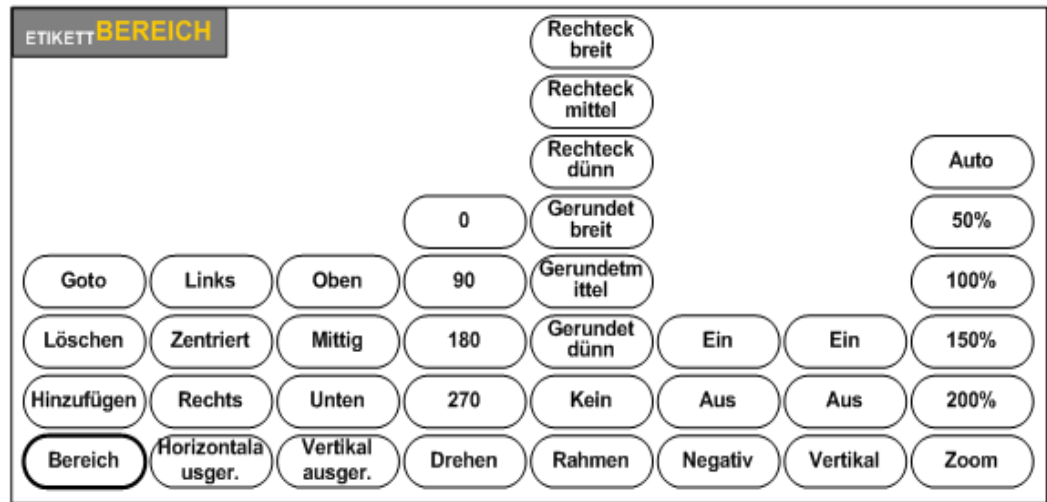 ETIKETT BEREICH
Rechteck
breit
Rechteck
mittel
Rechteck
dünn
Auto
0
Gerundet
breit
50%
Goto
Links
Oben
90
Gerundetm
ittel
100%
Löschen
Zentriert
Mittig
180
Gerundet
dünn
Ein
Ein
150%
Hinzufügen
Rechts
Unten
270
Kein
Aus
Aus
200%
Bereich
Horizontala
usger.
Vertikal
ausger.
Drehen
Rahmen
Negativ
Vertikal
Zoom